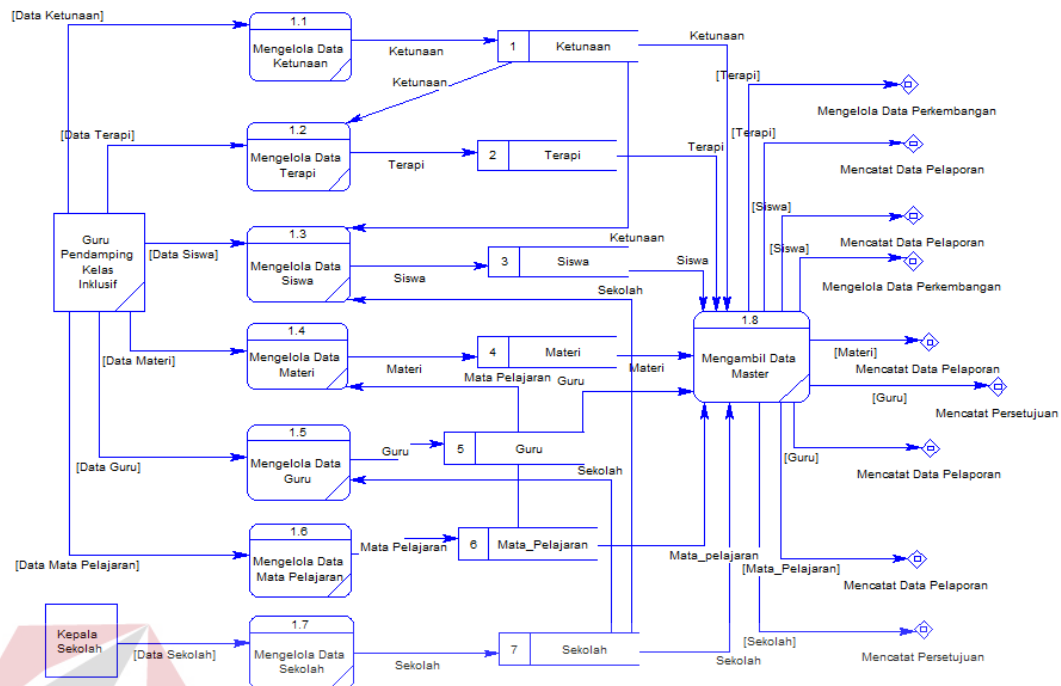 [Data Ketunaan]
1.1
Mengelola Data
Ketunaan
Ketunaan
1
Ketunaan
Ketunaan
Ketunaan
[Terapi]
Mengelola Data Perkembangan
[Data Terapi]
1.2
Mengelola Data
Terapi
Terapi
2
Terapi
Terapi
[Terapi]
Mencatat Data Pelaporan
Guru
Pendamping
Kelas
Inklusif
[Data Siswa]
1.3
Mengelola Data
Siswa
Siswa
3
Siswa
Ketunaan
Siswa
Sekolah
[Siswa]
Mencatat Data Pelaporan
[Siswa]
Mengelola Data Perkembangan
[Data Materi]
1.4
Mengelola Data
Materi
Materi
4
Materi
Materi
Mata Pelajaran
Guru
1.8
Mengambil Data
Master
[Materi]
Mencatat Data Pelaporan
[Guru]
Mencatat Persetujuan
[Data Guru]
1.5
Mengelola Data
Guru
Guru
5
Guru
Sekolah
[Guru]
Mencatat Data Pelaporan
[Data Mata Pelajaran]
1.6
Mengelola Data
Mata Pelajaran
Mata Pelajaran
6
Mata_Pelajaran
Mata_pelajaran
[Mata_Pelajaran]
Mencatat Data Pelaporan
Kepala
Sekolah
[Data Sekolah]
1.7
Mengelola Data
Sekolah
Sekolah
7
Sekolah
Sekolah
[Sekolah]
Mencatat Persetujuan